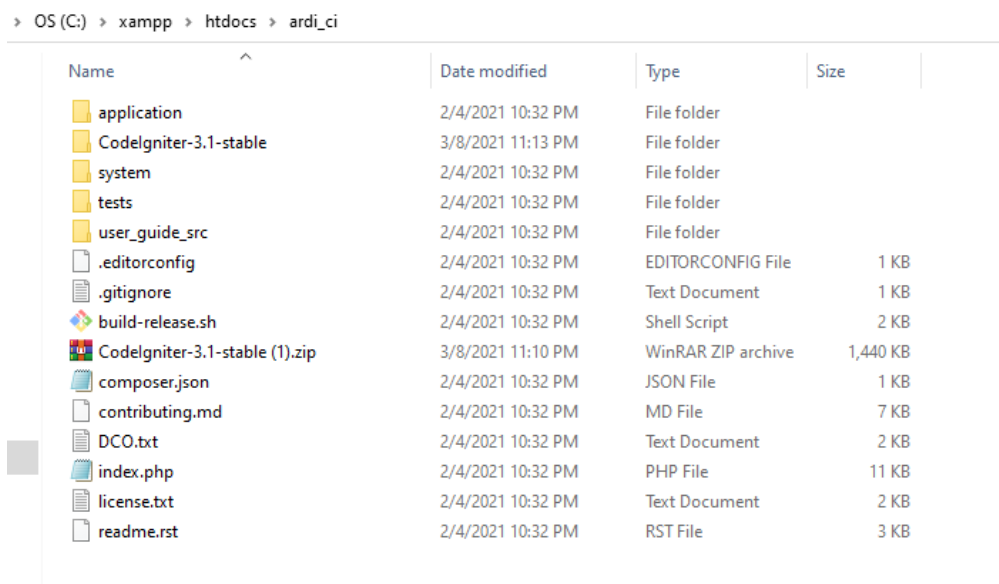 OS (C:) > xampp > htdocs > ardi_ci
Name Date modified Type Size
application 2/4/2021 10:32 PM File folder
CodeIgniter-3.1-stable 3/8/2021 11:13 PM File folder
system 2/4/2021 10:32 PM File folder
tests 2/4/2021 10:32 PM File folder
user_guide_src 2/4/2021 10:32 PM File folder
.editorconfig 2/4/2021 10:32 PM EDITORCONFIG File 1 KB
.gitignore 2/4/2021 10:32 PM Text Document 1 KB
build-release.sh 2/4/2021 10:32 PM Shell Script 2 KB
CodeIgniter-3.1-stable (1).zip 3/8/2021 11:10 PM WinRAR ZIP archive 1,440 KB
composer.json 2/4/2021 10:32 PM JSON File 1 KB
contributing.md 2/4/2021 10:32 PM MD File 7 KB
DCO.txt 2/4/2021 10:32 PM Text Document 2 KB
index.php 2/4/2021 10:32 PM PHP File 11 KB
license.txt 2/4/2021 10:32 PM Text Document 2 KB
readme.rst 2/4/2021 10:32 PM RST File 3 KB